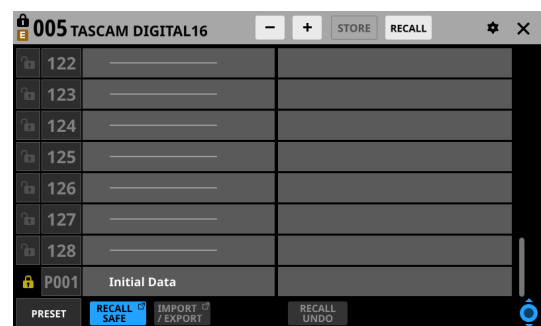 E 005 TASCAM DIGITAL16 − + STORE RECALL
122
123
124
125
126
127
128
P001 Initial Data
PRESET RECALL SAFE IMPORT / EXPORT RECALL UNDO